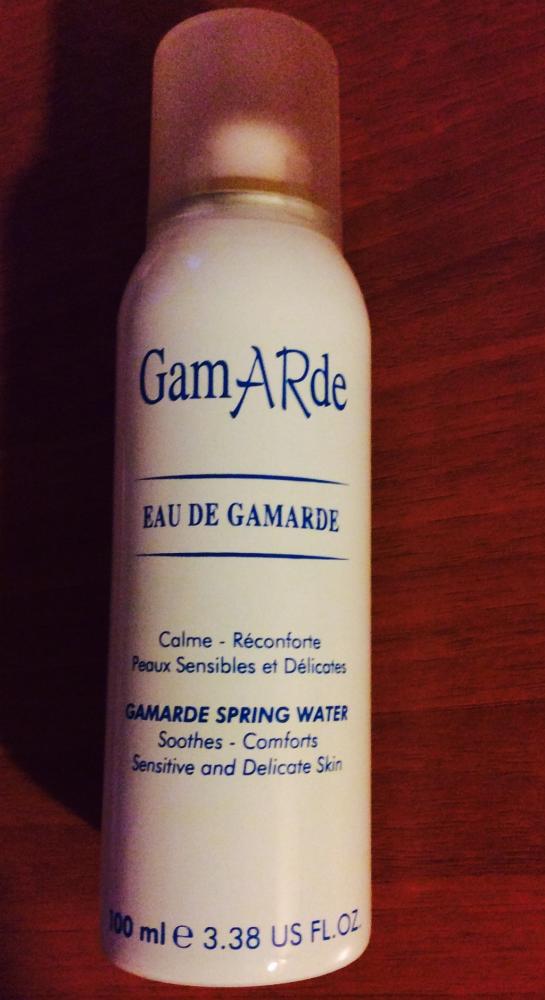 GamARde
EAU DE GAMARDE
Calme - Réconforte
Peaux Sensibles et Délicates
GAMARDE SPRING WATER
Soothes - Comforts
Sensitive and Delicate Skin
100 ml e 3.38 US FL.OZ.